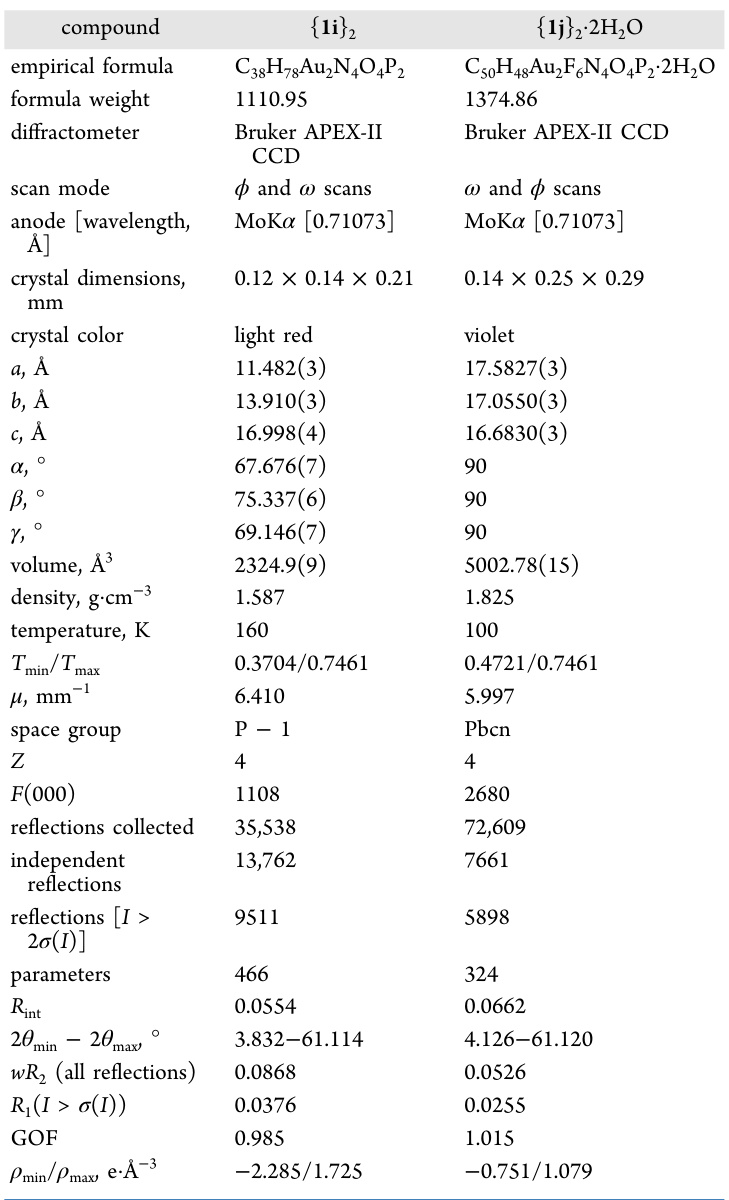 compound {1i}₂ {1j}₂·2H₂O
empirical formula C₃₈H₇₈Au₂N₄O₄P₂ C₅₀H₄₈Au₂F₆N₄O₄P₂·2H₂O
formula weight 1110.95 1374.86
diffractometer Bruker APEX-II Bruker APEX-II CCD
CCD
scan mode ϕ and ω scans ω and ϕ scans
anode [wavelength, MoKα [0.71073] MoKα [0.71073]
Å]
crystal dimensions, 0.12 × 0.14 × 0.21 0.14 × 0.25 × 0.29
mm
crystal color light red violet
a, Å 11.482(3) 17.5827(3)
b, Å 13.910(3) 17.0550(3)
c, Å 16.998(4) 16.6830(3)
α, ° 67.676(7) 90
β, ° 75.337(6) 90
γ, ° 69.146(7) 90
volume, Å³ 2324.9(9) 5002.78(15)
density, g·cm⁻³ 1.587 1.825
temperature, K 160 100
Tmin/Tmax 0.3704/0.7461 0.4721/0.7461
μ, mm⁻¹ 6.410 5.997
space group P − 1 Pbcn
Z 4 4
F(000) 1108 2680
reflections collected 35,538 72,609
independent 13,762 7661
reflections
reflections [I > 9511 5898
2σ(I)]
parameters 466 324
Rint 0.0554 0.0662
2θmin − 2θmax, ° 3.832−61.114 4.126−61.120
wR₂ (all reflections) 0.0868 0.0526
R₁(I > σ(I)) 0.0376 0.0255
GOF 0.985 1.015
ρmin/ρmax, e·Å⁻³ −2.285/1.725 −0.751/1.079